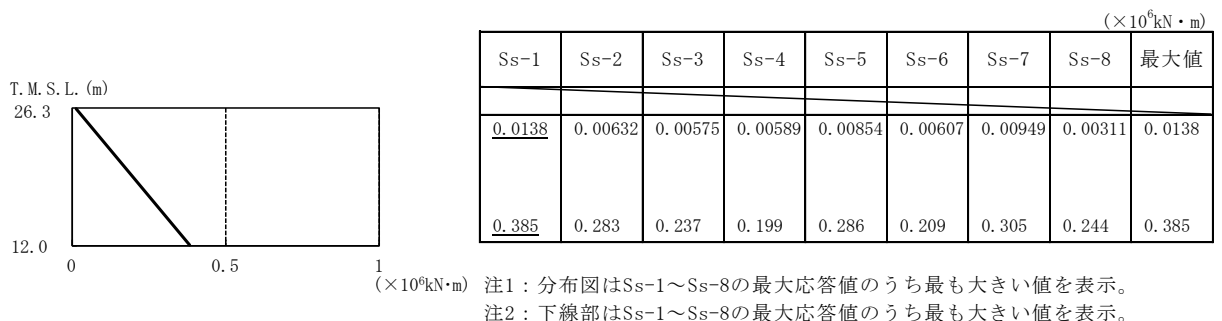 T.M.S.L.(m)
26.3
12.0
0 0.5 1
(×10⁶kN・m)
(×10⁶kN・m)
Ss-1 Ss-2 Ss-3 Ss-4 Ss-5 Ss-6 Ss-7 Ss-8 最大値
0.0138 0.00632 0.00575 0.00589 0.00854 0.00607 0.00949 0.00311 0.0138
0.385 0.283 0.237 0.199 0.286 0.209 0.305 0.244 0.385
注1：分布図はSs-1～Ss-8の最大応答値のうち最も大きい値を表示。
注2：下線部はSs-1～Ss-8の最大応答値のうち最も大きい値を表示。